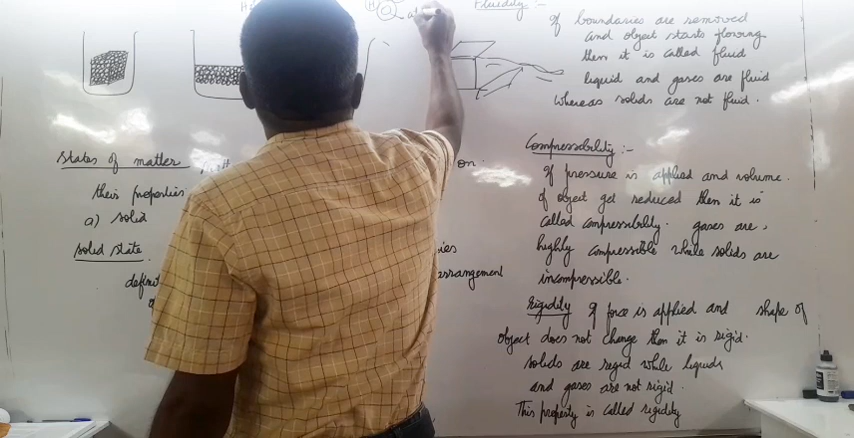 Fluidity :-
If boundaries are removed
and object starts flowing
then it is called fluid
liquid and gases are fluid
whereas solids are not fluid.
States of matter
on:
their properties
a) solid
solid state
arrangement
Compressibility :-
If pressure is applied and volume.
of object get reduced then it is
called compressibility. gases are,
highly compressible while solids are
incompressible.
Rigidity If force is applied and shape of
object does not change then it is rigid.
solids are rigid while liquids
and gases are not rigid.
This property is called rigidity